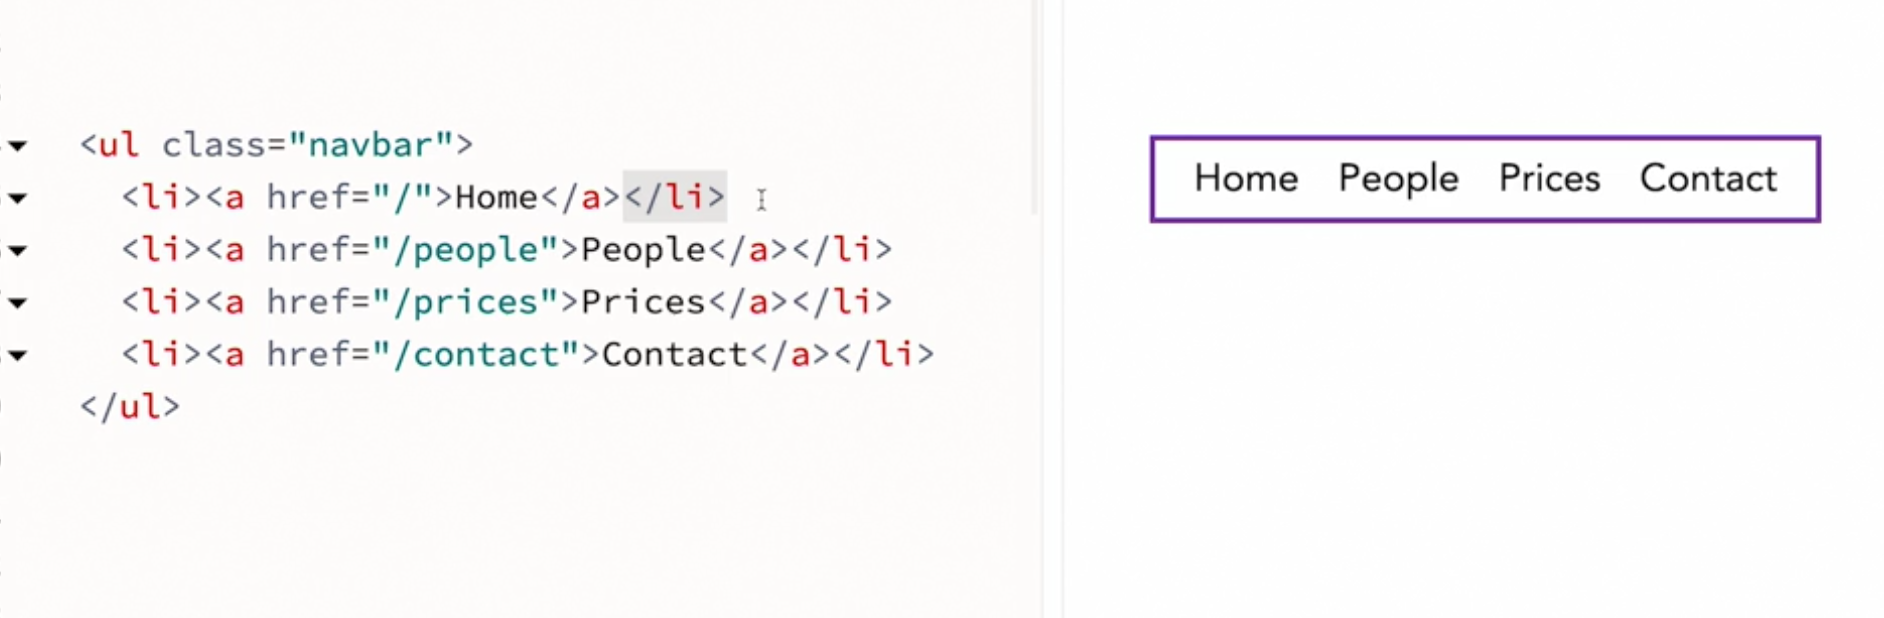 <ul class="navbar">
<li><a href="/">Home</a></li>
<li><a href="/people">People</a></li>
<li><a href="/prices">Prices</a></li>
<li><a href="/contact">Contact</a></li>
</ul>
Home People Prices Contact